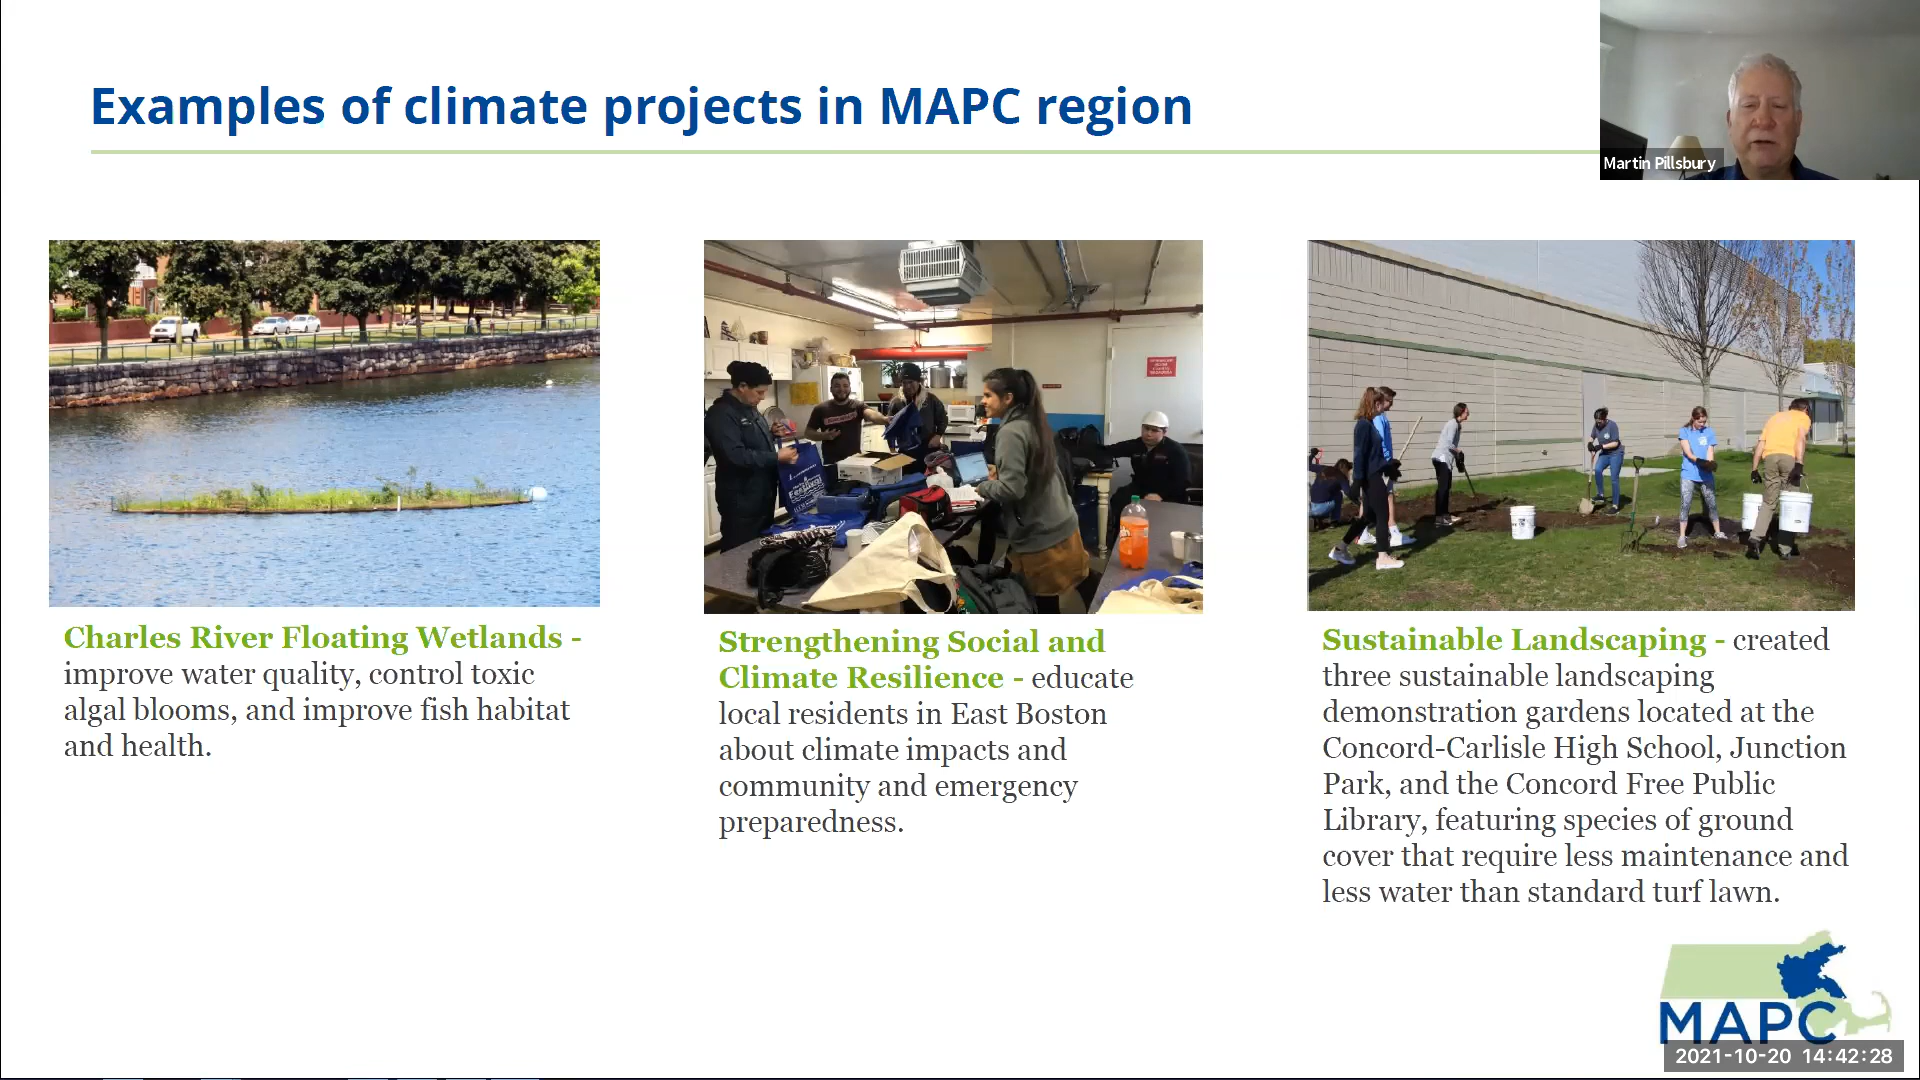 Examples of climate projects in MAPC region
Martin Pillsbury
Charles River Floating Wetlands -
improve water quality, control toxic
algal blooms, and improve fish habitat
and health.
Strengthening Social and
Climate Resilience - educate
local residents in East Boston
about climate impacts and
community and emergency
preparedness.
Sustainable Landscaping - created
three sustainable landscaping
demonstration gardens located at the
Concord-Carlisle High School, Junction
Park, and the Concord Free Public
Library, featuring species of ground
cover that require less maintenance and
less water than standard turf lawn.
MAPC
2021-10-20 14:42:28